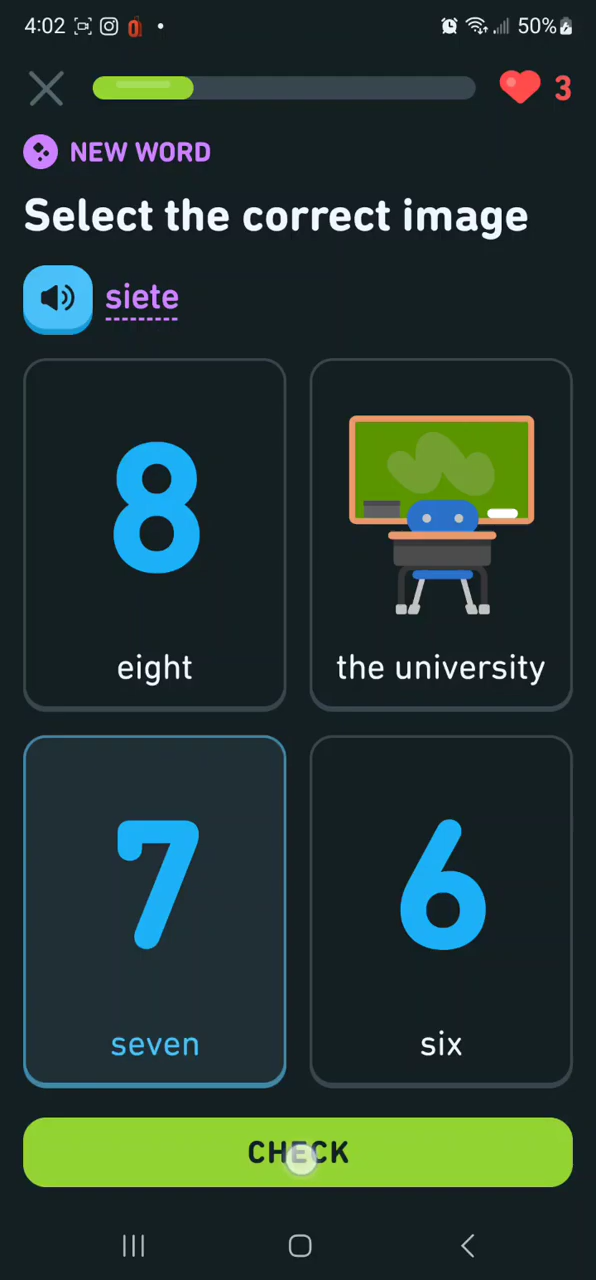 4:02 50%
3
NEW WORD
Select the correct image
siete
8
eight
the university
7
seven
6
six
CHECK